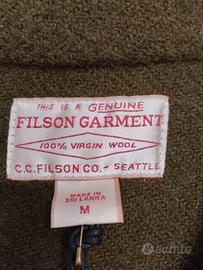 THIS IS A GENUINE
FILSON GARMENT
100% VIRGIN WOOL
C.C. FILSON CO. - SEATTLE
MADE IN
SRI LANKA
M
subito